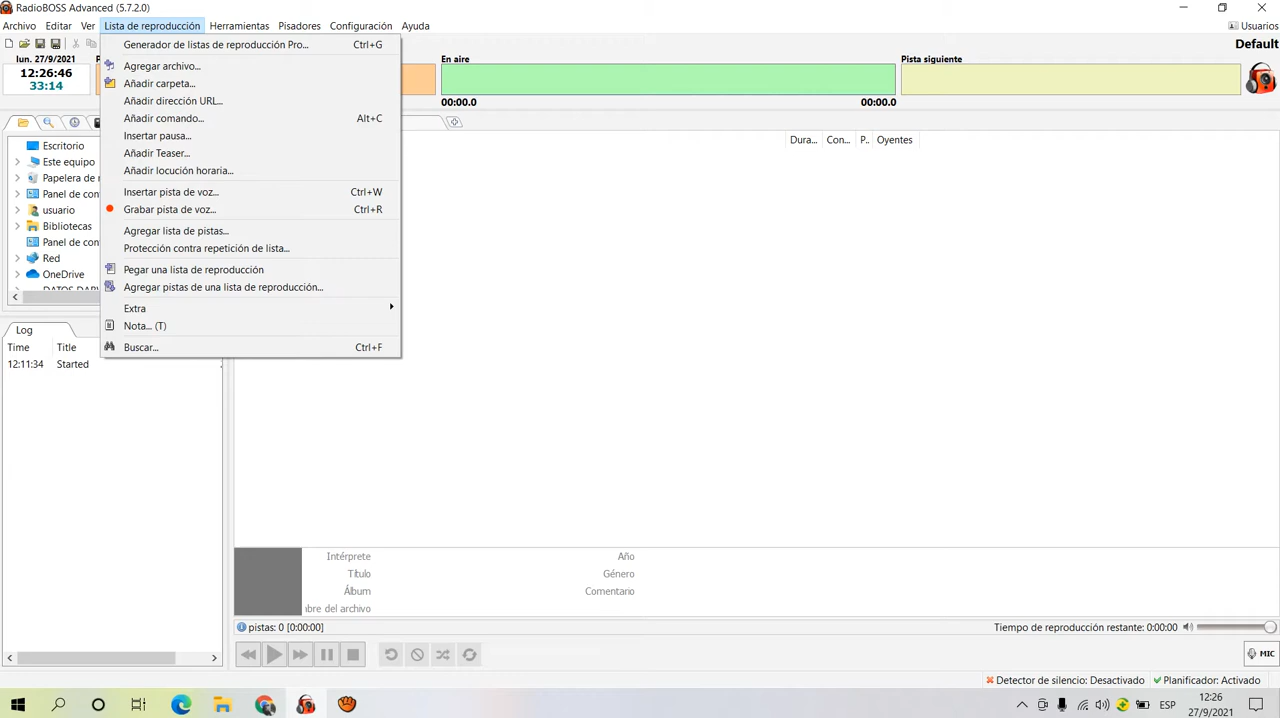 RadioBOSS Advanced (5.7.2.0)
Archivo Editar Ver Lista de reproducción Herramientas Pisadores Configuración Ayuda Usuarios
Default
lun. 27/9/2021
12:26:46
33:14
En aire
00:00.0 00:00.0
Pista siguiente
Generador de listas de reproducción Pro... Ctrl+G
Agregar archivo...
Añadir carpeta...
Añadir dirección URL...
Añadir comando... Alt+C
Insertar pausa...
Añadir Teaser...
Añadir locución horaria...
Insertar pista de voz... Ctrl+W
Grabar pista de voz... Ctrl+R
Agregar lista de pistas...
Protección contra repetición de lista...
Pegar una lista de reproducción
Agregar pistas de una lista de reproducción...
Extra
Nota... (T)
Buscar... Ctrl+F
Dura... Con... P.. Oyentes
Escritorio
Este equipo
Papelera de r
Panel de con
usuario
Bibliotecas
Panel de con
Red
OneDrive
Log
Time Title
12:11:34 Started
Intérprete Año
Título Género
Álbum Comentario
bre del archivo
pistas: 0 [0:00:00] Tiempo de reproducción restante: 0:00:00
MIC
Detector de silencio: Desactivado Planificador: Activado
ESP
12:26
27/9/2021